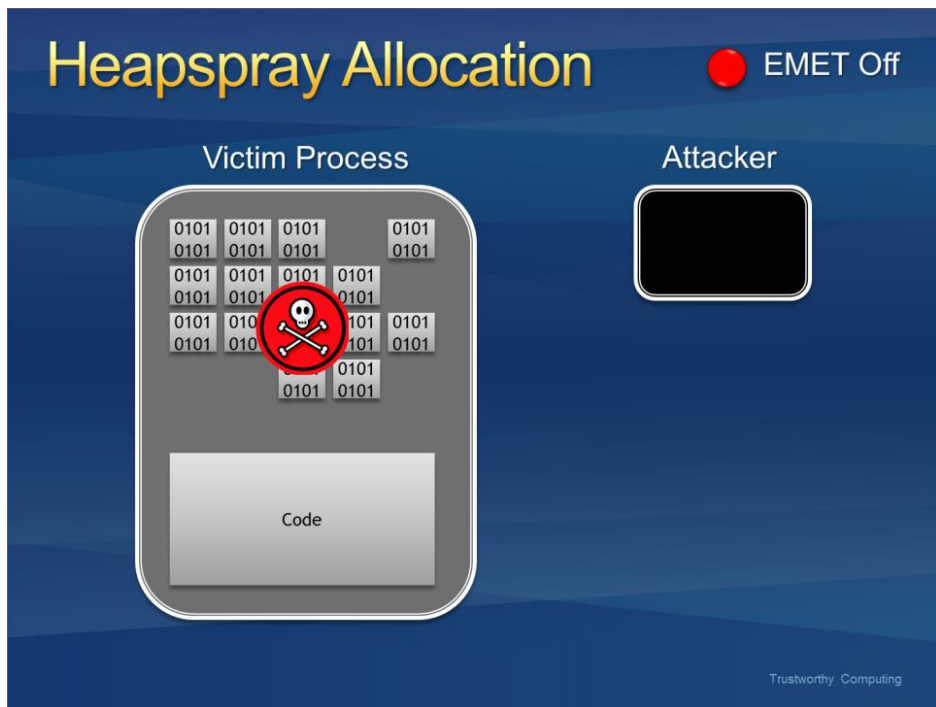 Heapspray Allocation
EMET Off
Victim Process
Attacker
0101 0101 0101 0101
0101 0101 0101 0101
0101 0101 0101 0101
0101 0101 0101
0101 0101 0101
0101 0101 0101
0101
0101 0101
Code
Trustworthy Computing